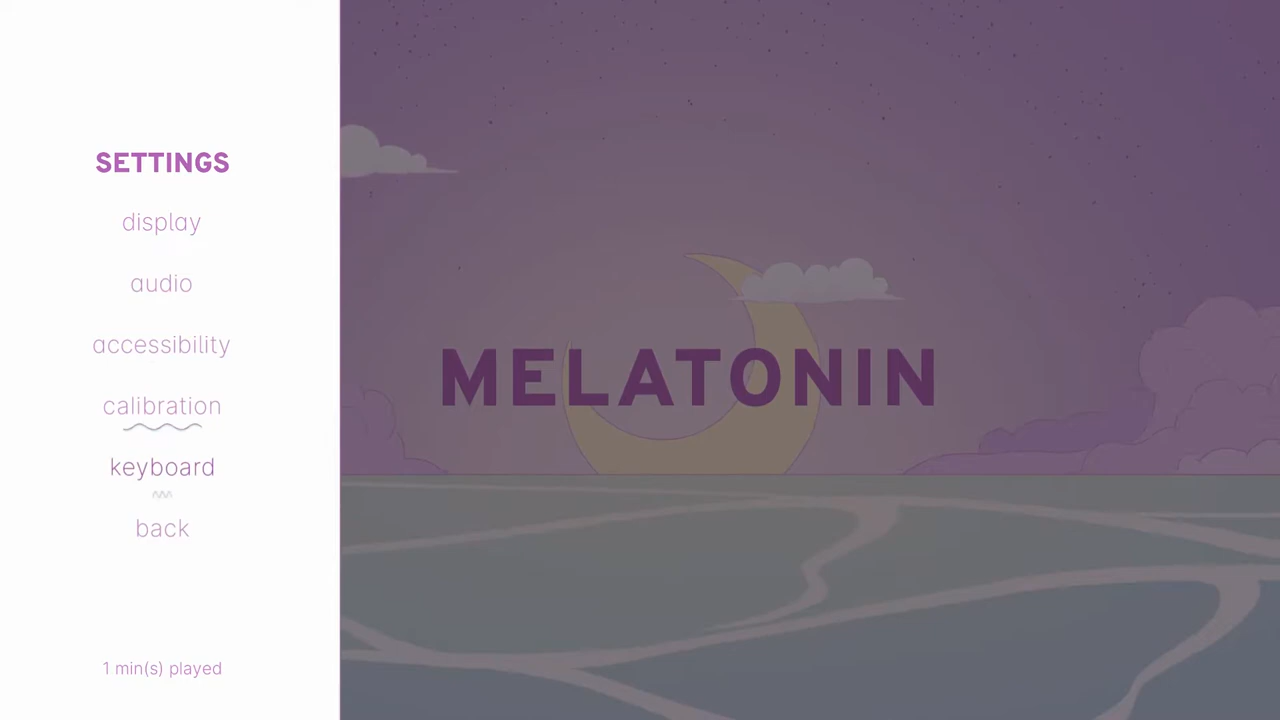 SETTINGS
display
audio
accessibility
calibration
keyboard
back
1 min(s) played
MELATONIN